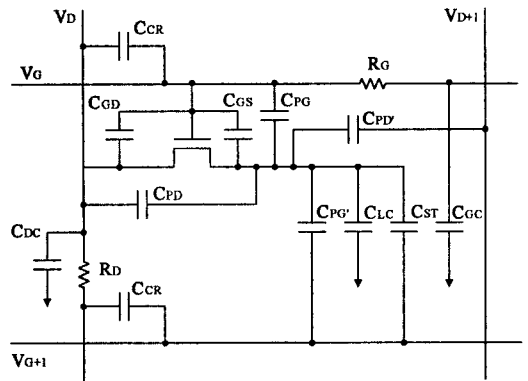 VD
VD+1
CCR
VG
RG
CGD
CGS
CPG
CPD'
CPD
CDC
CPG'
CLC
CST
CGC
RD
CCR
VG+1